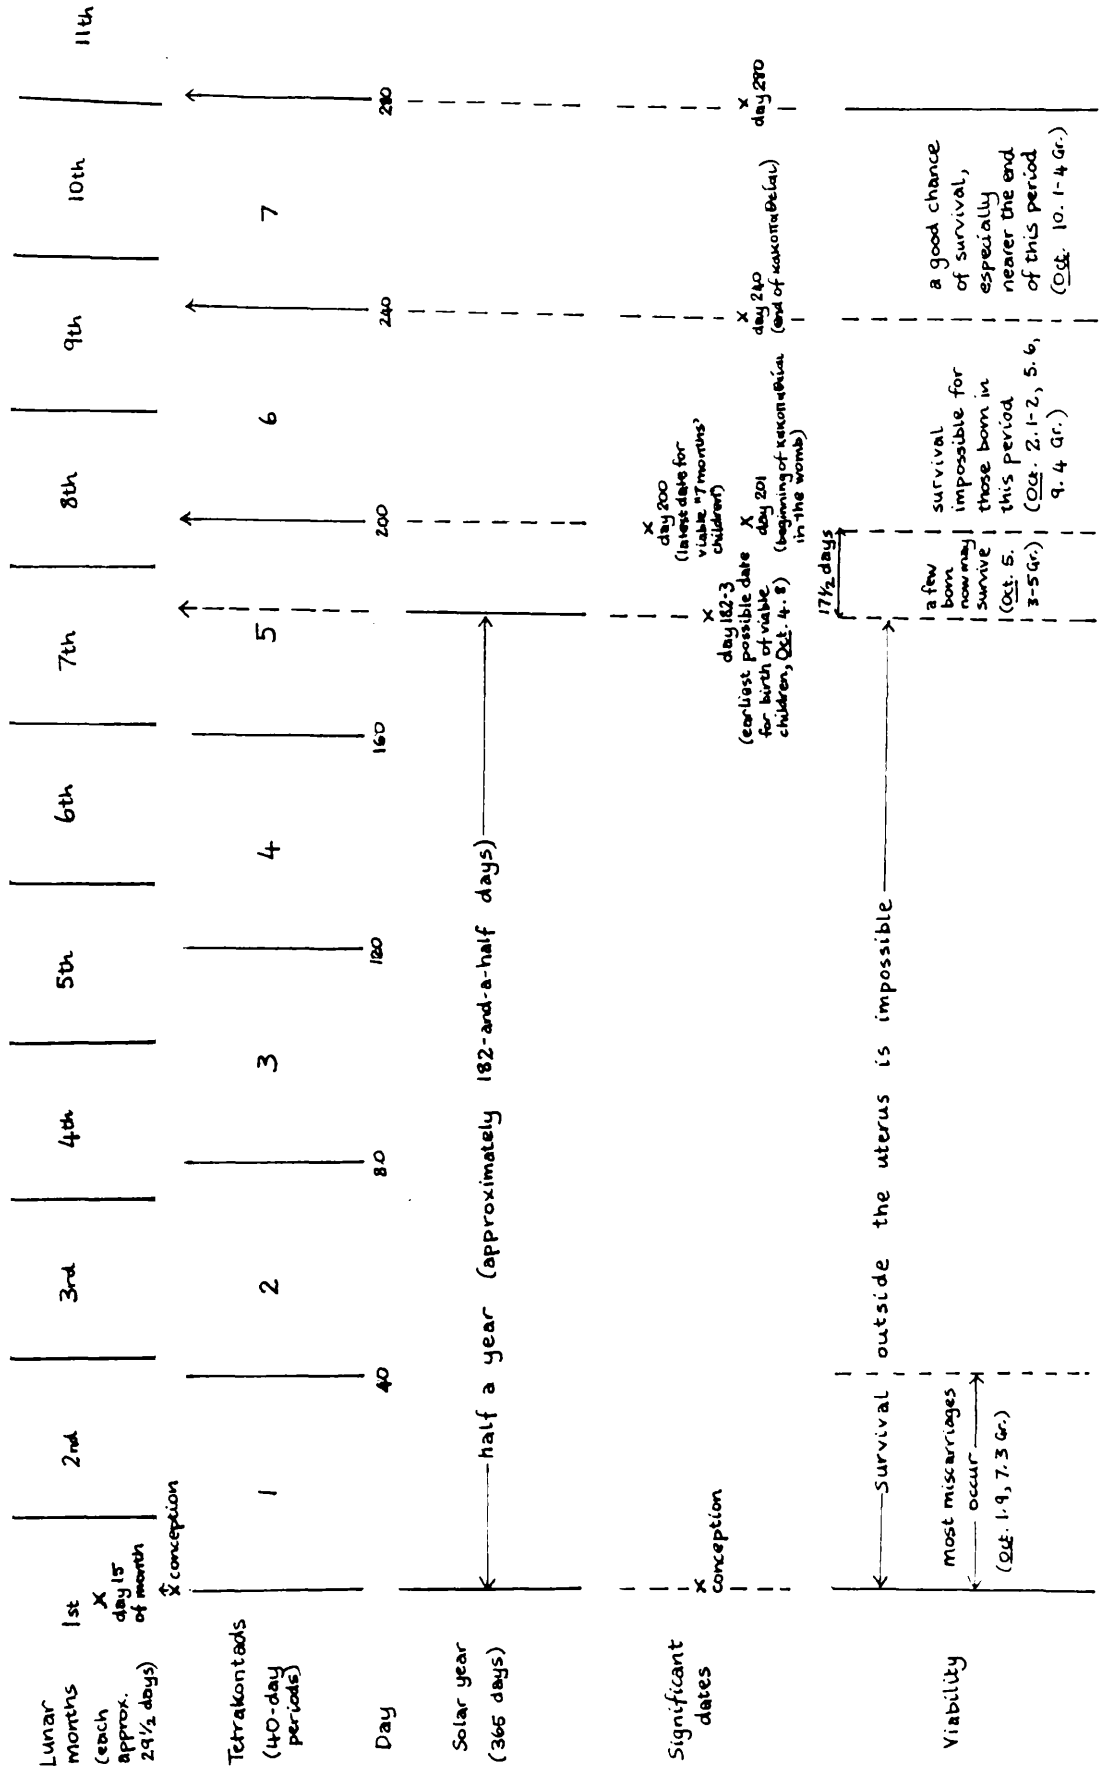 Lunar
months
(each
approx.
29½ days)
1st
X
day 15
of month
2nd
3rd
4th
5th
6th
7th
8th
9th
10th
11th
X conception
Tetrakontads
(40-day
periods)
1
2
3
4
5
6
7
Day
40
80
120
160
200
240
280
Solar year
(365 days)
half a year (approximately 182-and-a-half days)
Significant
dates
X
conception
X
day 182-3
(earliest possible date
for birth of viable
children, Oct. 4.8)
X
day 200
(latest date for
viable "7 months'
children)
X
day 201
(beginning of κακοπαθεῖαι
in the womb)
X
day 240
(end of κακοπαθεῖαι)
X
day 280
Viability
survival outside the uterus is impossible
most miscarriages
occur
(Oct. 1.9, 7.3 Gr.)
17½ days
a few
born
now may
survive
(Oct. 5.
3-5 Gr.)
survival
impossible for
those born in
this period
(Oct. 2.1-2, 5.6,
9.4 Gr.)
a good chance
of survival,
especially
nearer the end
of this period
(Oct. 10.1-4 Gr.)